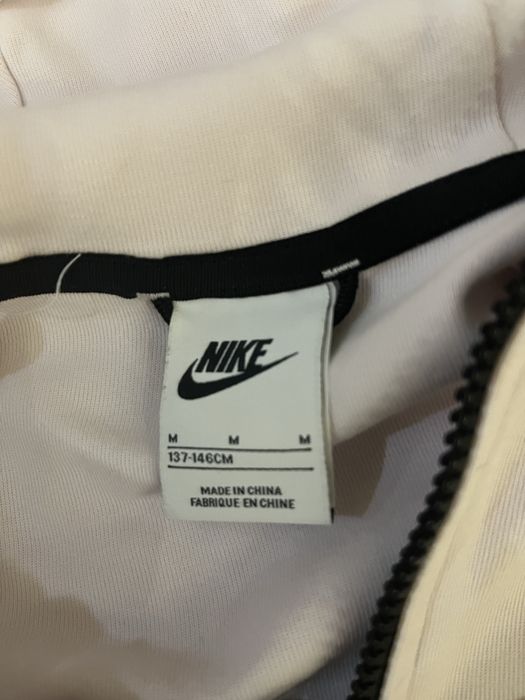 NIKE
M M M
137-146CM
MADE IN CHINA
FABRIQUE EN CHINE